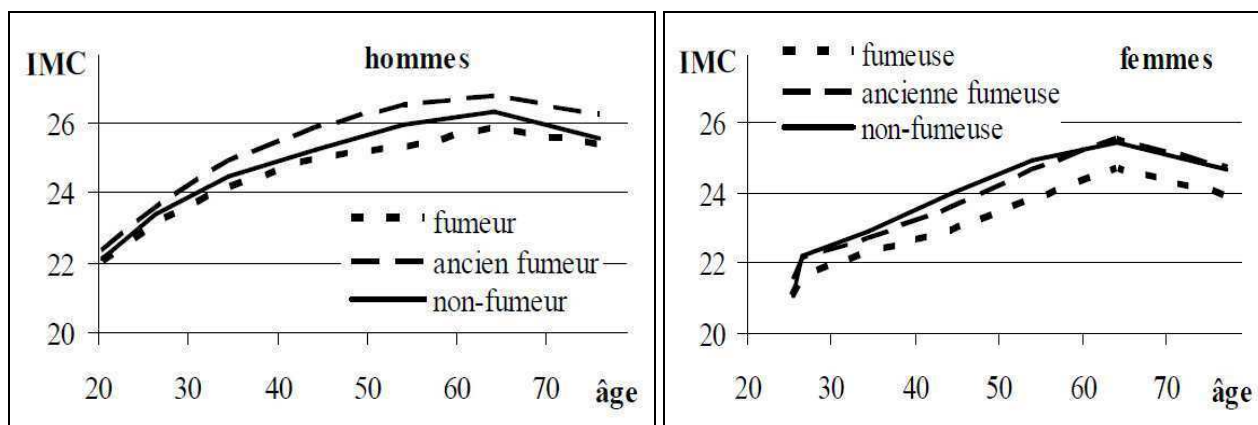 IMC
hommes
26
24
22
20
fumeur
ancien fumeur
non-fumeur
20 30 40 50 60 70 âge
IMC
femmes
fumeuse
ancienne fumeuse
non-fumeuse
26
24
22
20
20 30 40 50 60 70 âge